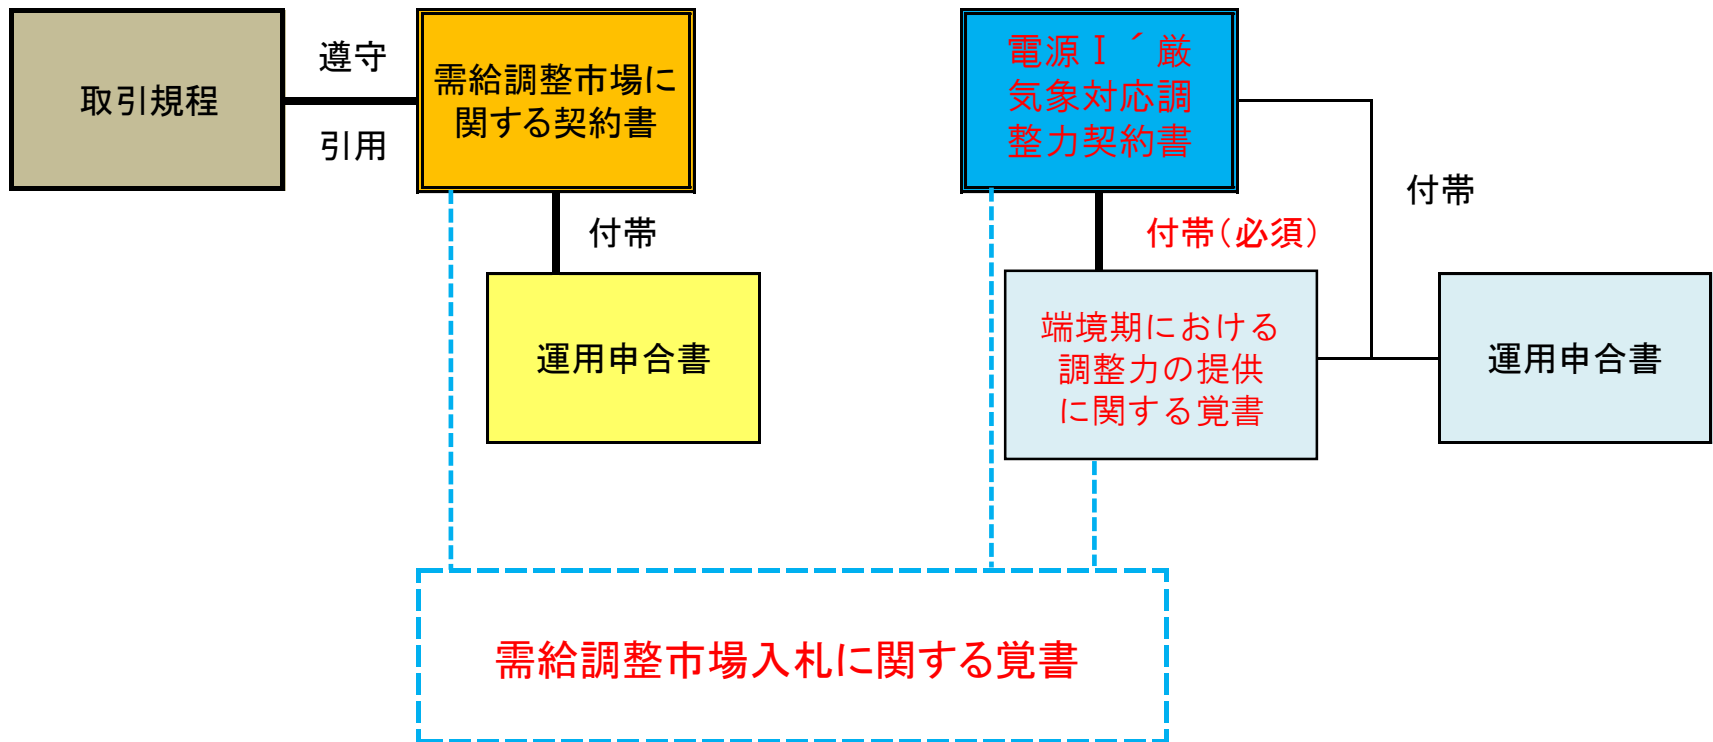 取引規程
遵守
引用
需給調整市場に
関する契約書
付帯
運用申合書
電源Ⅰ´厳
気象対応調
整力契約書
付帯(必須)
付帯
端境期における
調整力の提供
に関する覚書
運用申合書
需給調整市場入札に関する覚書